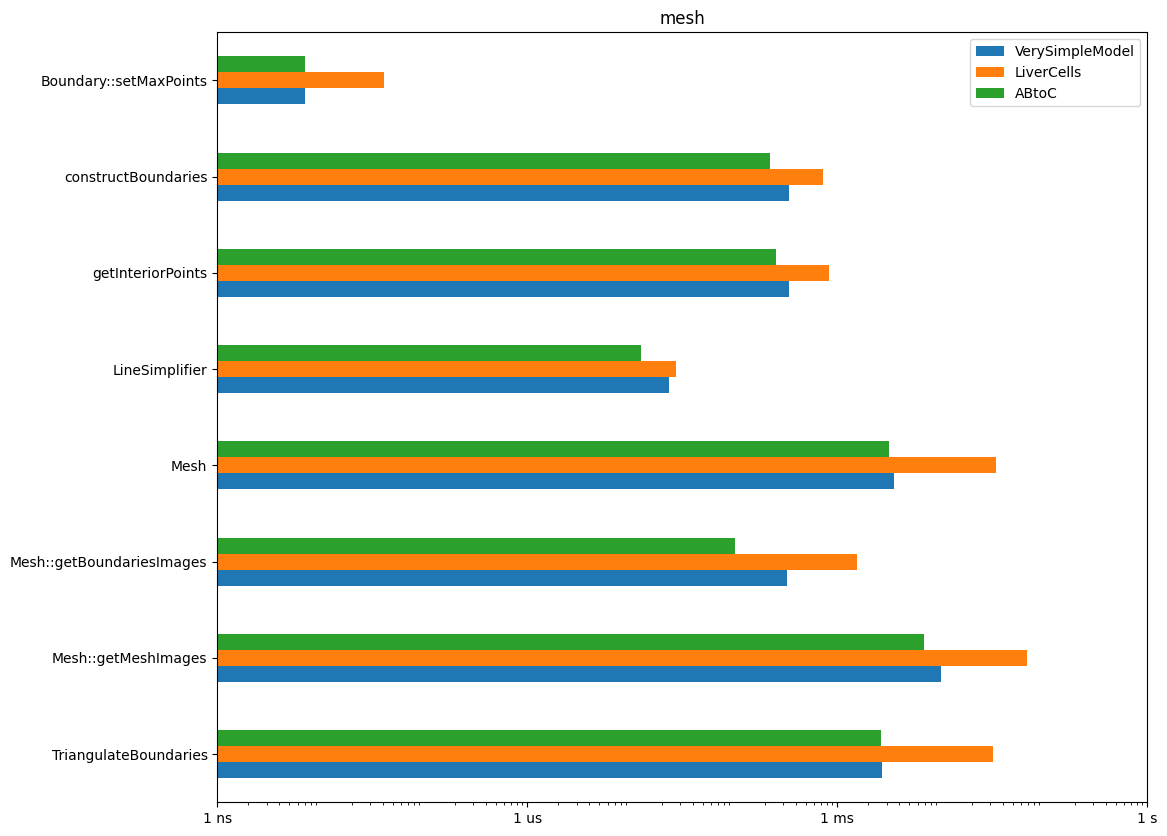 mesh
VerySimpleModel
LiverCells
ABtoC
Boundary::setMaxPoints
constructBoundaries
getInteriorPoints
LineSimplifier
Mesh
Mesh::getBoundariesImages
Mesh::getMeshImages
TriangulateBoundaries
1 ns 1 us 1 ms 1 s